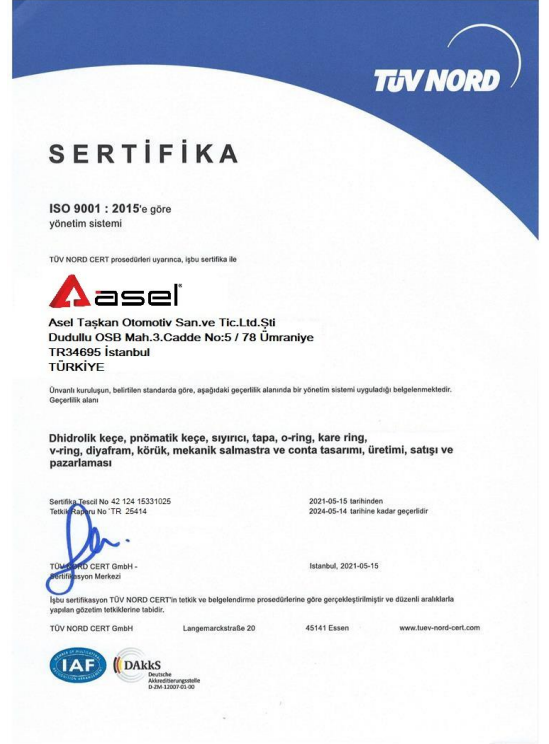 TÜV NORD
SERTİFİKA
ISO 9001 : 2015'e göre
yönetim sistemi
TÜV NORD CERT prosedürleri uyarınca, işbu sertifika ile
asel®
Asel Taşkan Otomotiv San.ve Tic.Ltd.Şti
Dudullu OSB Mah.3.Cadde No:5 / 78 Ümraniye
TR34695 İstanbul
TÜRKİYE
Ünvanlı kuruluşun, belirtilen standarda göre, aşağıdaki geçerlilik alanında bir yönetim sistemi uyguladığı belgelenmektedir.
Geçerlilik alanı
Dhidrolik keçe, pnömatik keçe, sıyırıcı, tapa, o-ring, kare ring,
v-ring, diyafram, körük, mekanik salmastra ve conta tasarımı, üretimi, satışı ve
pazarlaması
Sertifika Tescil No 42 124 15331025
Tetkik Raporu No TR 25414
2021-05-15 tarihinden
2024-05-14 tarihine kadar geçerlidir
TÜV NORD CERT GmbH -
Sertifikasyon Merkezi
Istanbul, 2021-05-15
İşbu sertifikasyon TÜV NORD CERT'in tetkik ve belgelendirme prosedürlerine göre gerçekleştirilmiştir ve düzenli aralıklarla
yapılan gözetim tetkiklerine tabidir.
TÜV NORD CERT GmbH Langemarckstraße 20 45141 Essen www.tuev-nord-cert.com
IAF
DAkkS
Deutsche
Akkreditierungsstelle
D-ZM-12007-01-00